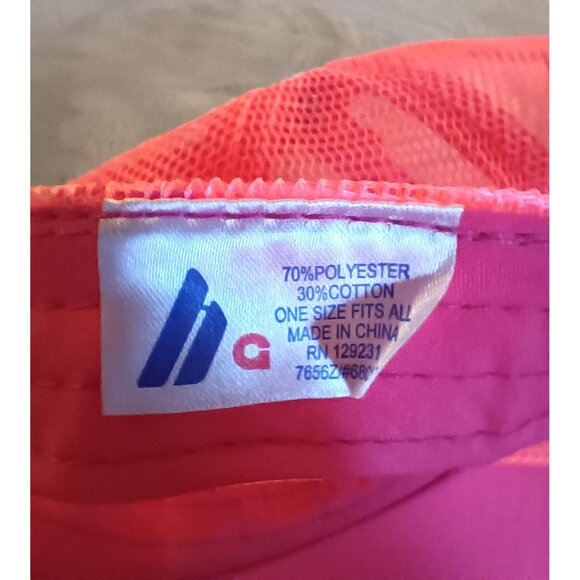 h G
70%POLYESTER
30%COTTON
ONE SIZE FITS ALL
MADE IN CHINA
RN 129231
7656Z/#680